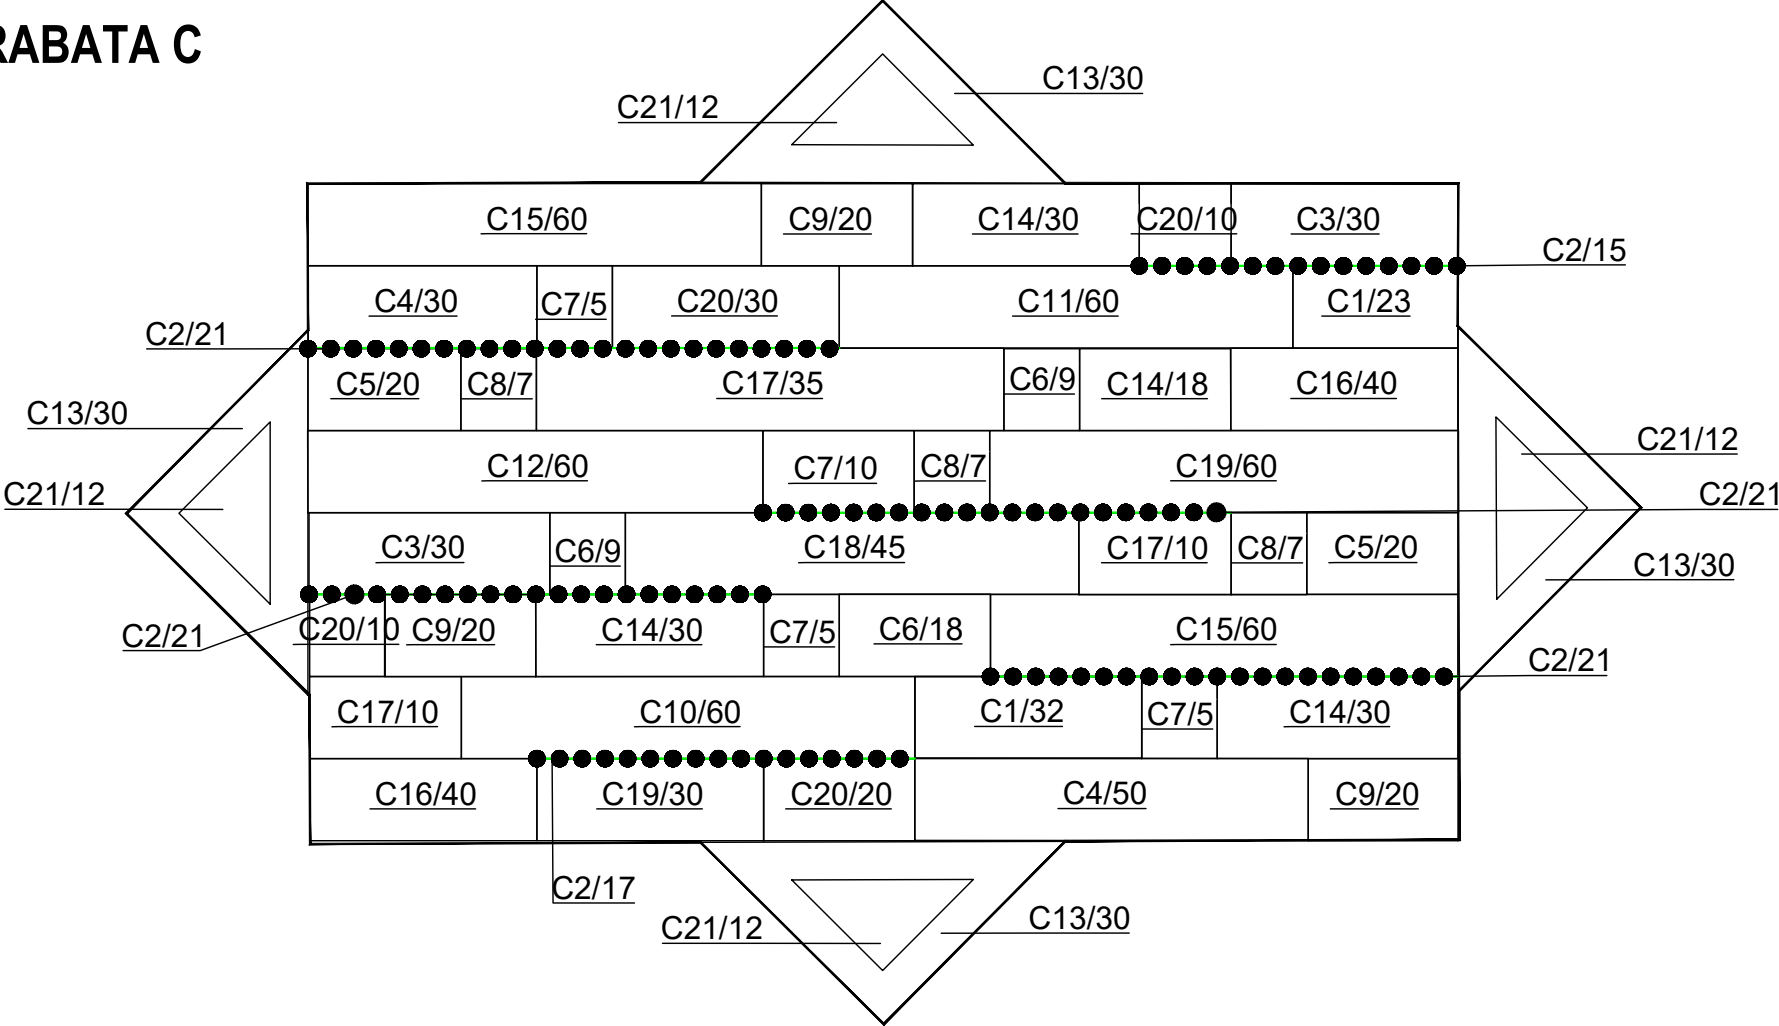 RABATA C
C13/30
C21/12
C15/60 C9/20 C14/30 C20/10 C3/30
C2/15
C4/30 C7/5 C20/30 C11/60 C1/23
C2/21
C5/20 C8/7 C17/35 C6/9 C14/18 C16/40
C13/30
C21/12
C12/60 C7/10 C8/7 C19/60
C21/12
C2/21
C3/30 C6/9 C18/45 C17/10 C8/7 C5/20
C13/30
C2/21
C20/10 C9/20 C14/30 C7/5 C6/18 C15/60
C2/21
C17/10 C10/60 C1/32 C7/5 C14/30
C16/40 C19/30 C20/20 C4/50 C9/20
C2/17
C21/12
C13/30